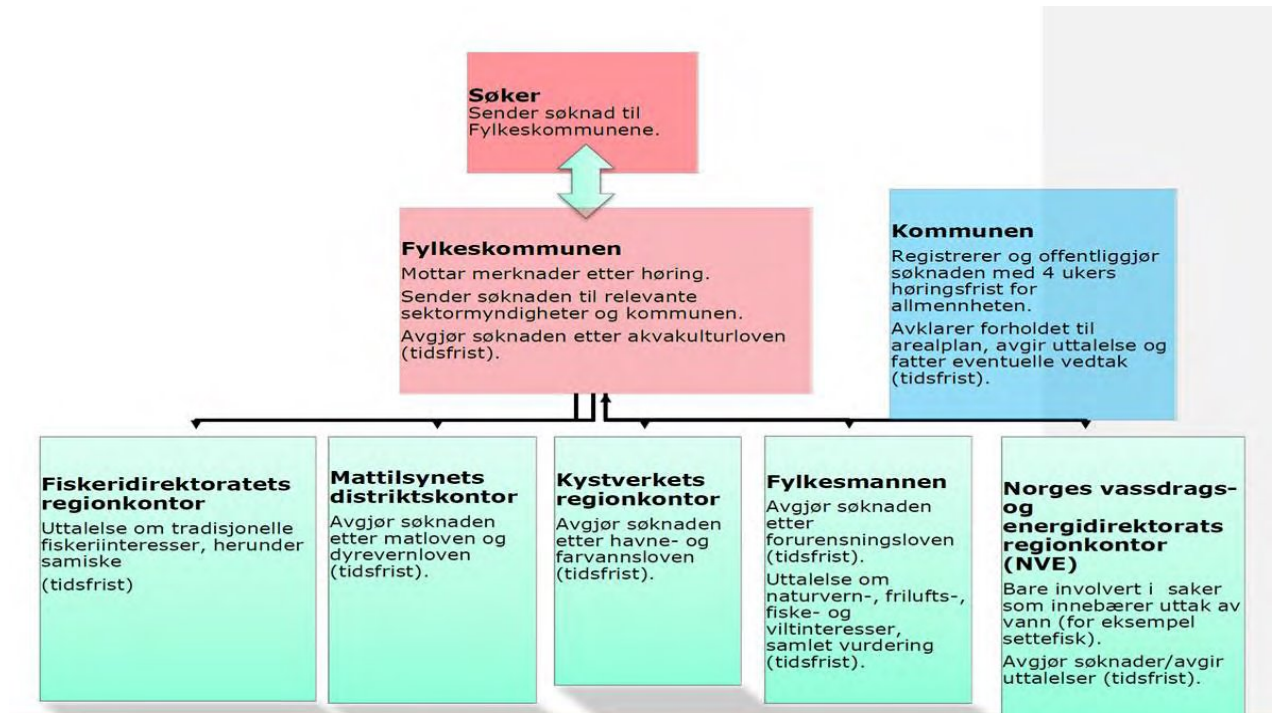 Søker
Sender søknad til
Fylkeskommunene.
Fylkeskommunen
Mottar merknader etter høring.
Sender søknaden til relevante
sektormyndigheter og kommunen.
Avgjør søknaden etter akvakulturloven
(tidsfrist).
Kommunen
Registrerer og offentliggjør
søknaden med 4 ukers
høringsfrist for
allmennheten.
Avklarer forholdet til
arealplan, avgir uttalelse og
fatter eventuelle vedtak
(tidsfrist).
Fiskeridirektoratets
regionkontor
Uttalelse om tradisjonelle
fiskeriinteresser, herunder
samiske
(tidsfrist)
Mattilsynets
distriktskontor
Avgjør søknaden
etter matloven og
dyrevernloven
(tidsfrist).
Kystverkets
regionkontor
Avgjør søknaden
etter havne- og
farvannsloven
(tidsfrist).
Fylkesmannen
Avgjør søknaden
etter
forurensningsloven
(tidsfrist).
Uttalelse om
naturvern-, frilufts-,
fiske- og
viltinteresser,
samlet vurdering
(tidsfrist).
Norges vassdrags-
og
energidirektorats
regionkontor
(NVE)
Bare involvert i saker
som innebærer uttak av
vann (for eksempel
settefisk).
Avgjør søknader/avgir
uttalelser (tidsfrist).